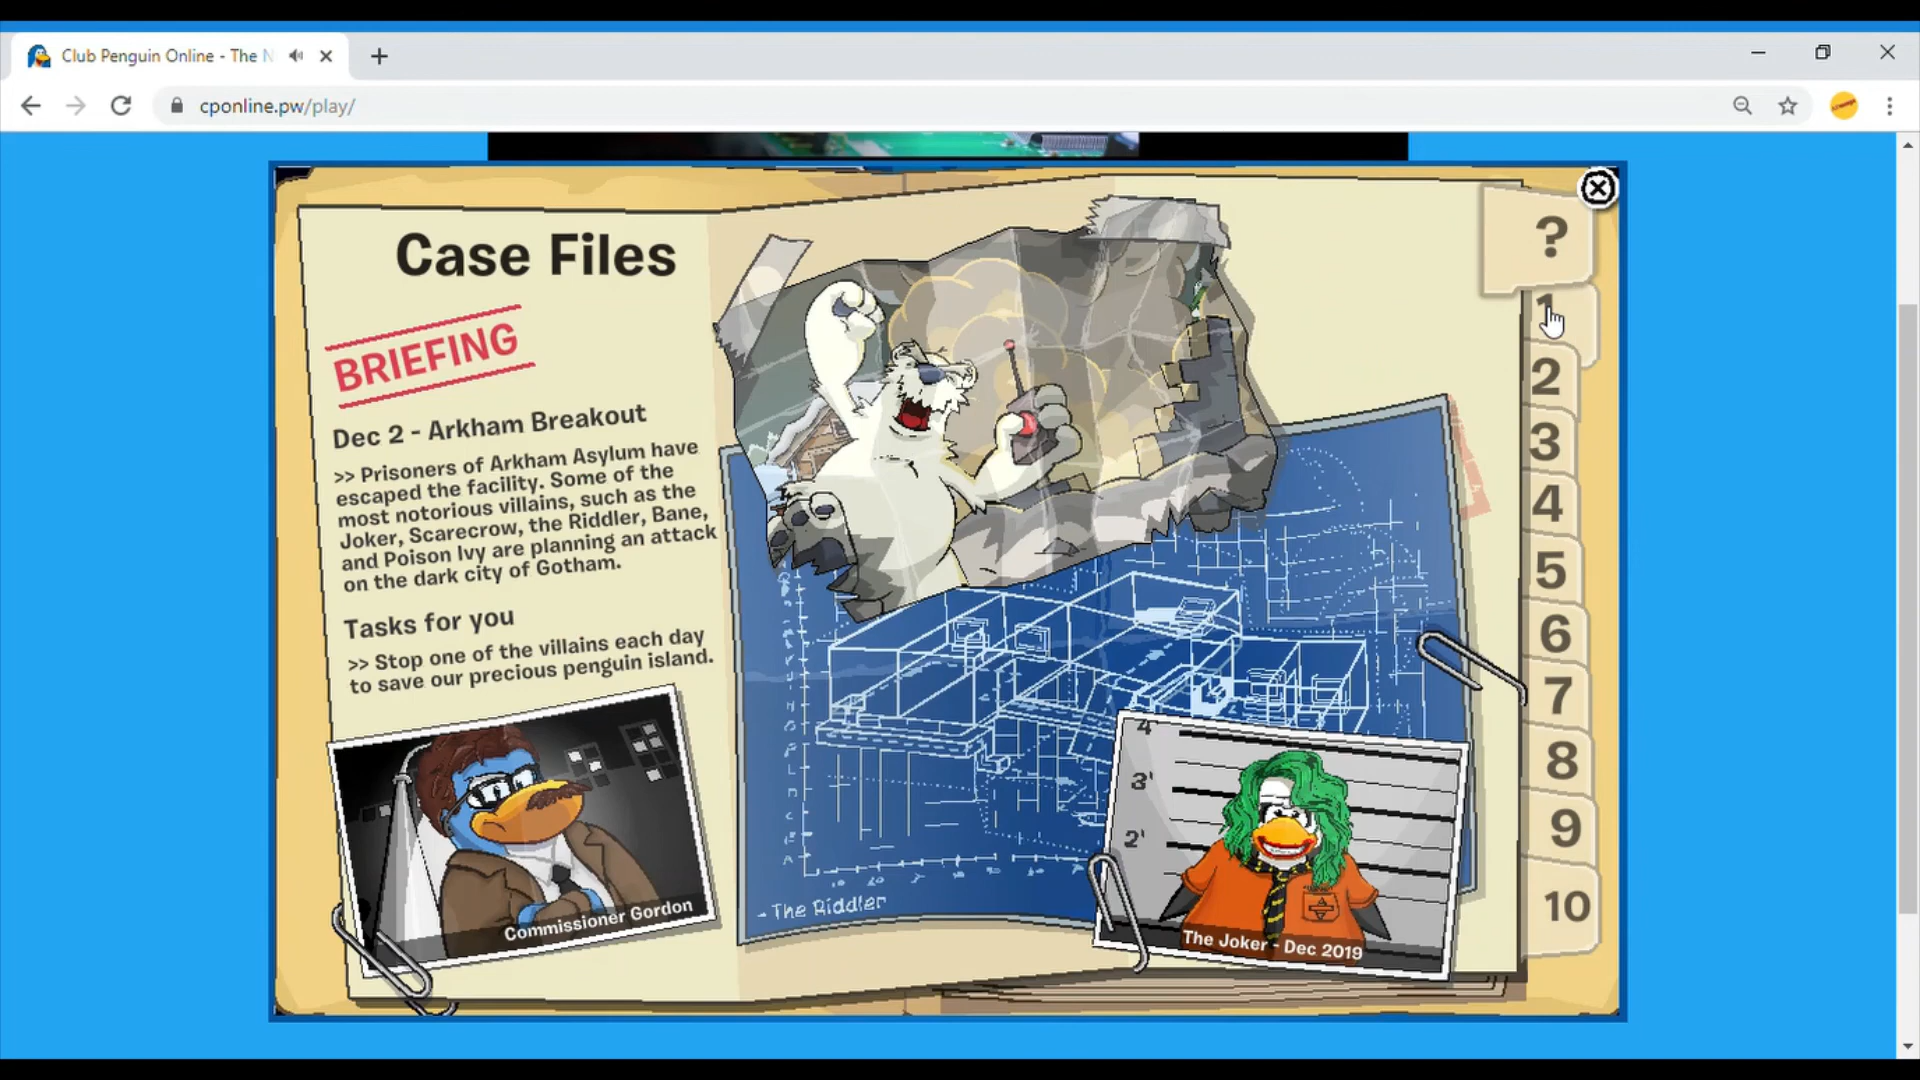 Club Penguin Online - The N
cponline.pw/play/
Case Files
BRIEFING
Dec 2 - Arkham Breakout
>> Prisoners of Arkham Asylum have
escaped the facility. Some of the
most notorious villains, such as the
Joker, Scarecrow, the Riddler, Bane,
and Poison Ivy are planning an attack
on the dark city of Gotham.
Tasks for you
>> Stop one of the villains each day
to save our precious penguin island.
Commissioner Gordon
- The Riddler
4'
3'
2'
The Joker - Dec 2019
?
1
2
3
4
5
6
7
8
9
10